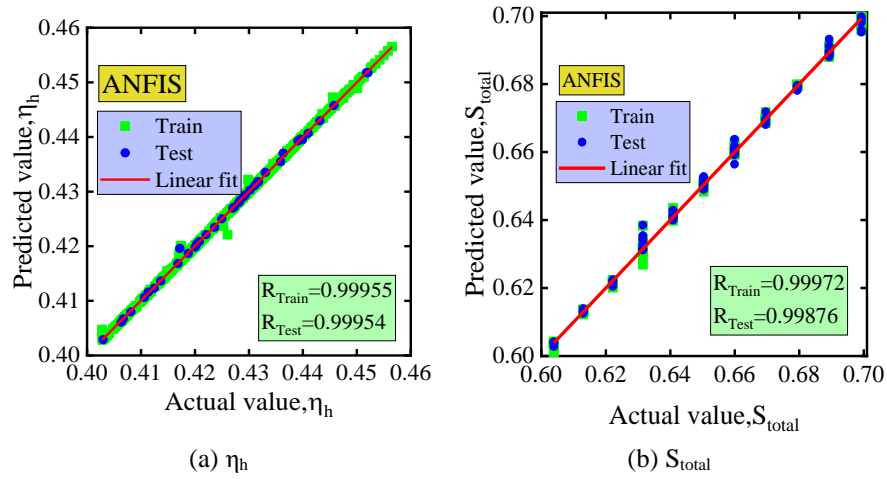 0.46
0.45
0.44
0.43
0.42
0.41
0.40
0.40 0.41 0.42 0.43 0.44 0.45 0.46
Predicted value,ηh
Actual value,ηh
ANFIS
Train
Test
Linear fit
RTrain=0.99955
RTest=0.99954
(a) ηh
0.70
0.68
0.66
0.64
0.62
0.60
0.60 0.62 0.64 0.66 0.68 0.70
Predicted value,Stotal
Actual value,Stotal
ANFIS
Train
Test
Linear fit
RTrain=0.99972
RTest=0.99876
(b) Stotal